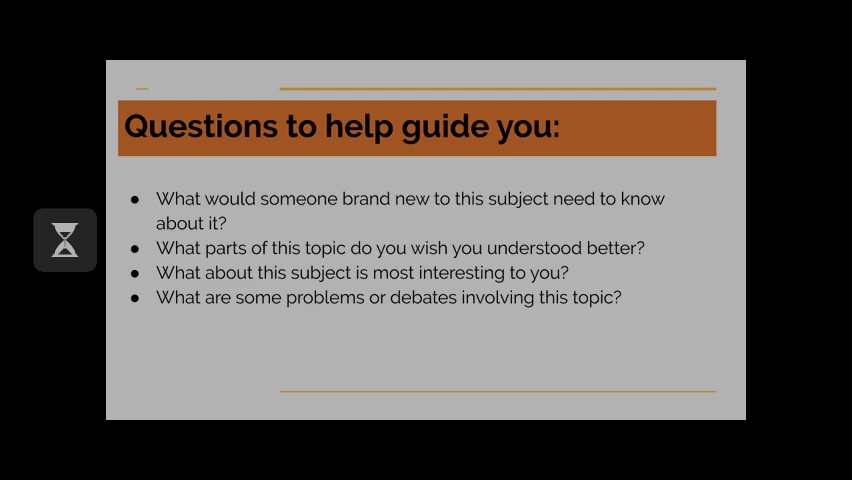 Questions to help guide you:
● What would someone brand new to this subject need to know
about it?
● What parts of this topic do you wish you understood better?
● What about this subject is most interesting to you?
● What are some problems or debates involving this topic?